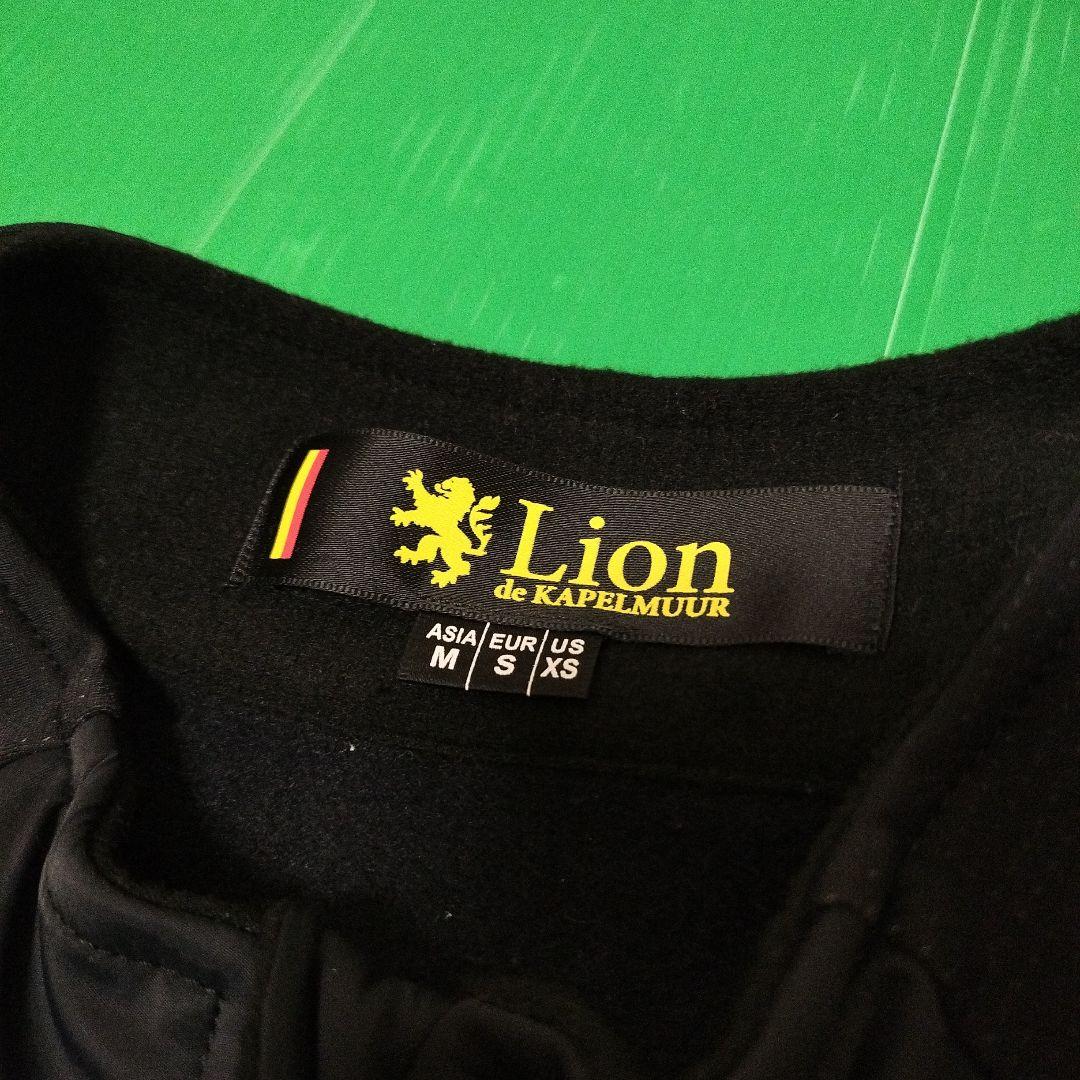 Lion
de KAPELMUUR
ASIA EUR US
M S XS